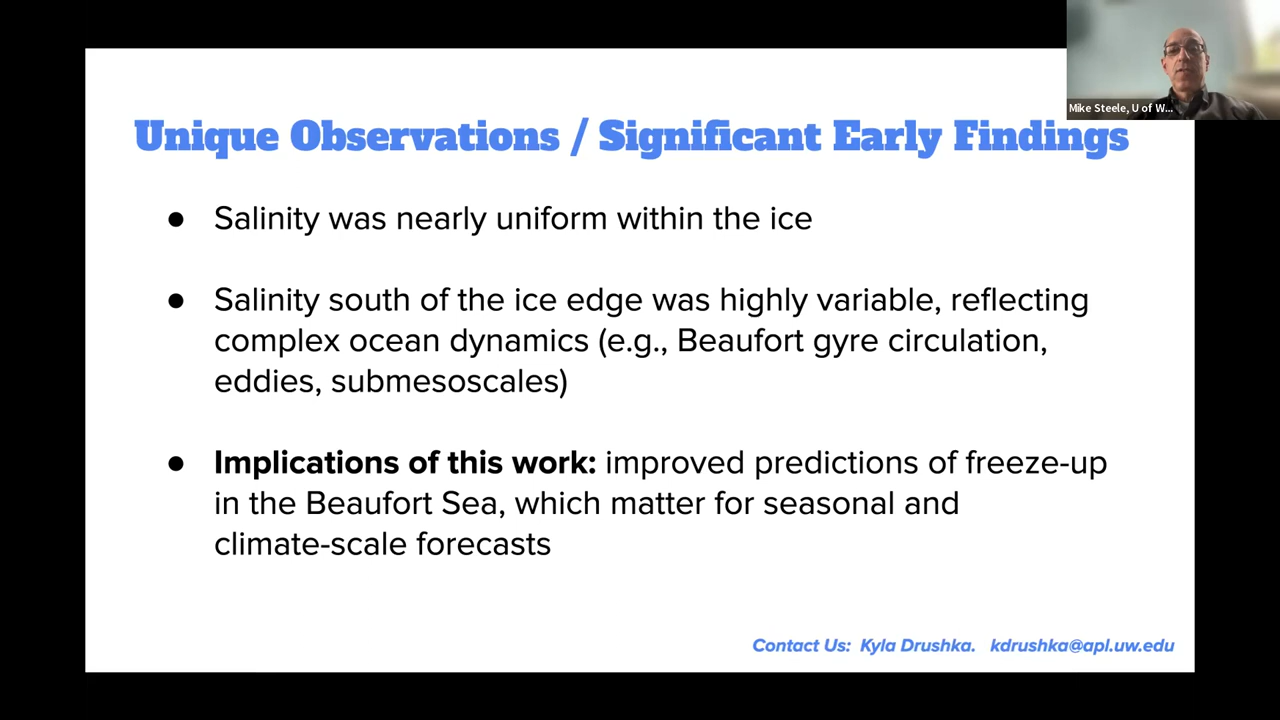 Mike Steele, U of W...
Unique Observations / Significant Early Findings
● Salinity was nearly uniform within the ice
● Salinity south of the ice edge was highly variable, reflecting
complex ocean dynamics (e.g., Beaufort gyre circulation,
eddies, submesoscales)
● Implications of this work: improved predictions of freeze-up
in the Beaufort Sea, which matter for seasonal and
climate-scale forecasts
Contact Us: Kyla Drushka. kdrushka@apl.uw.edu